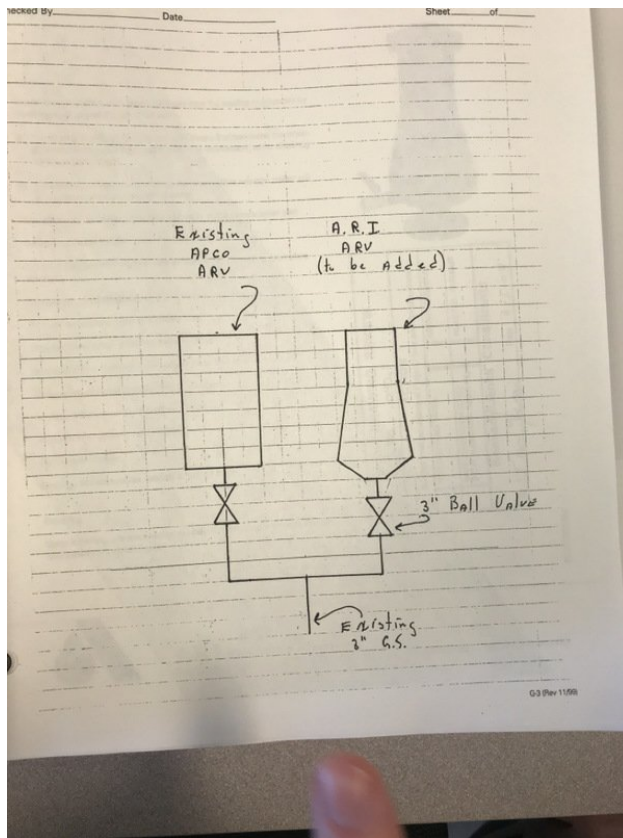 hecked By
Date
Sheet of
Existing
APCO
ARV
A.R.I
ARV
(to be Added)
3" Ball Valve
Existing
3" G.S.
G-3 (Rev 11/99)